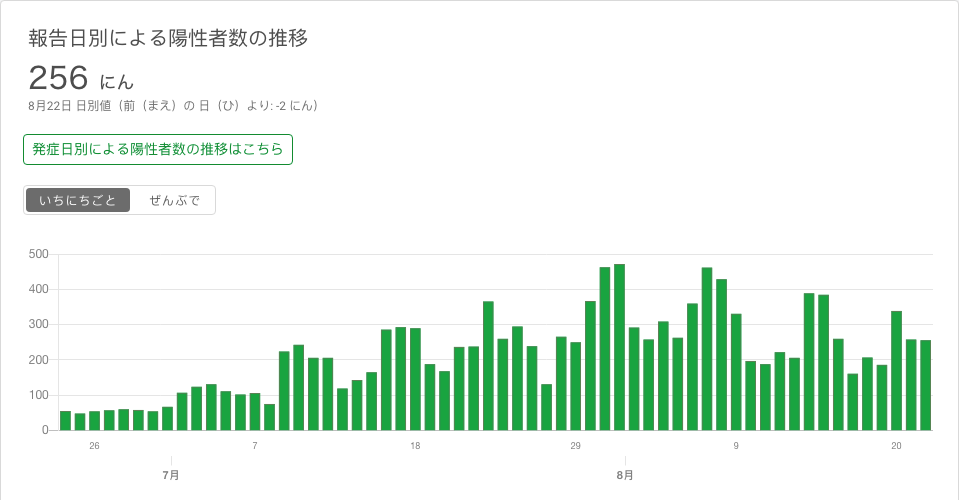 報告日別による陽性者数の推移
256 にん
8月22日 日別値（前（まえ）の 日（ひ）より: -2 にん）
発症日別による陽性者数の推移はこちら
いちにちごと ぜんぶで
500
400
300
200
100
0
26 7 18 29 9 20
7月 8月